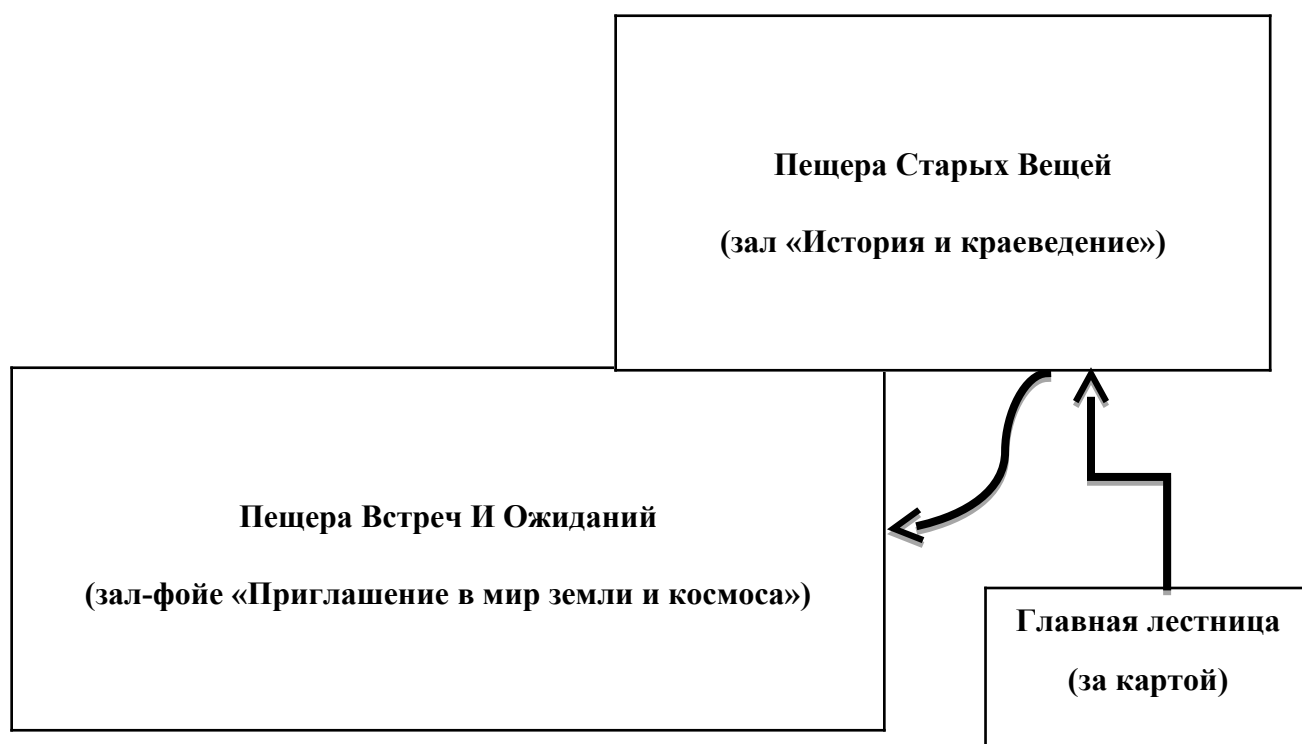 Пещера Старых Вещей
(зал «История и краеведение»)
Пещера Встреч И Ожиданий
(зал-фойе «Приглашение в мир земли и космоса»)
Главная лестница
(за картой)